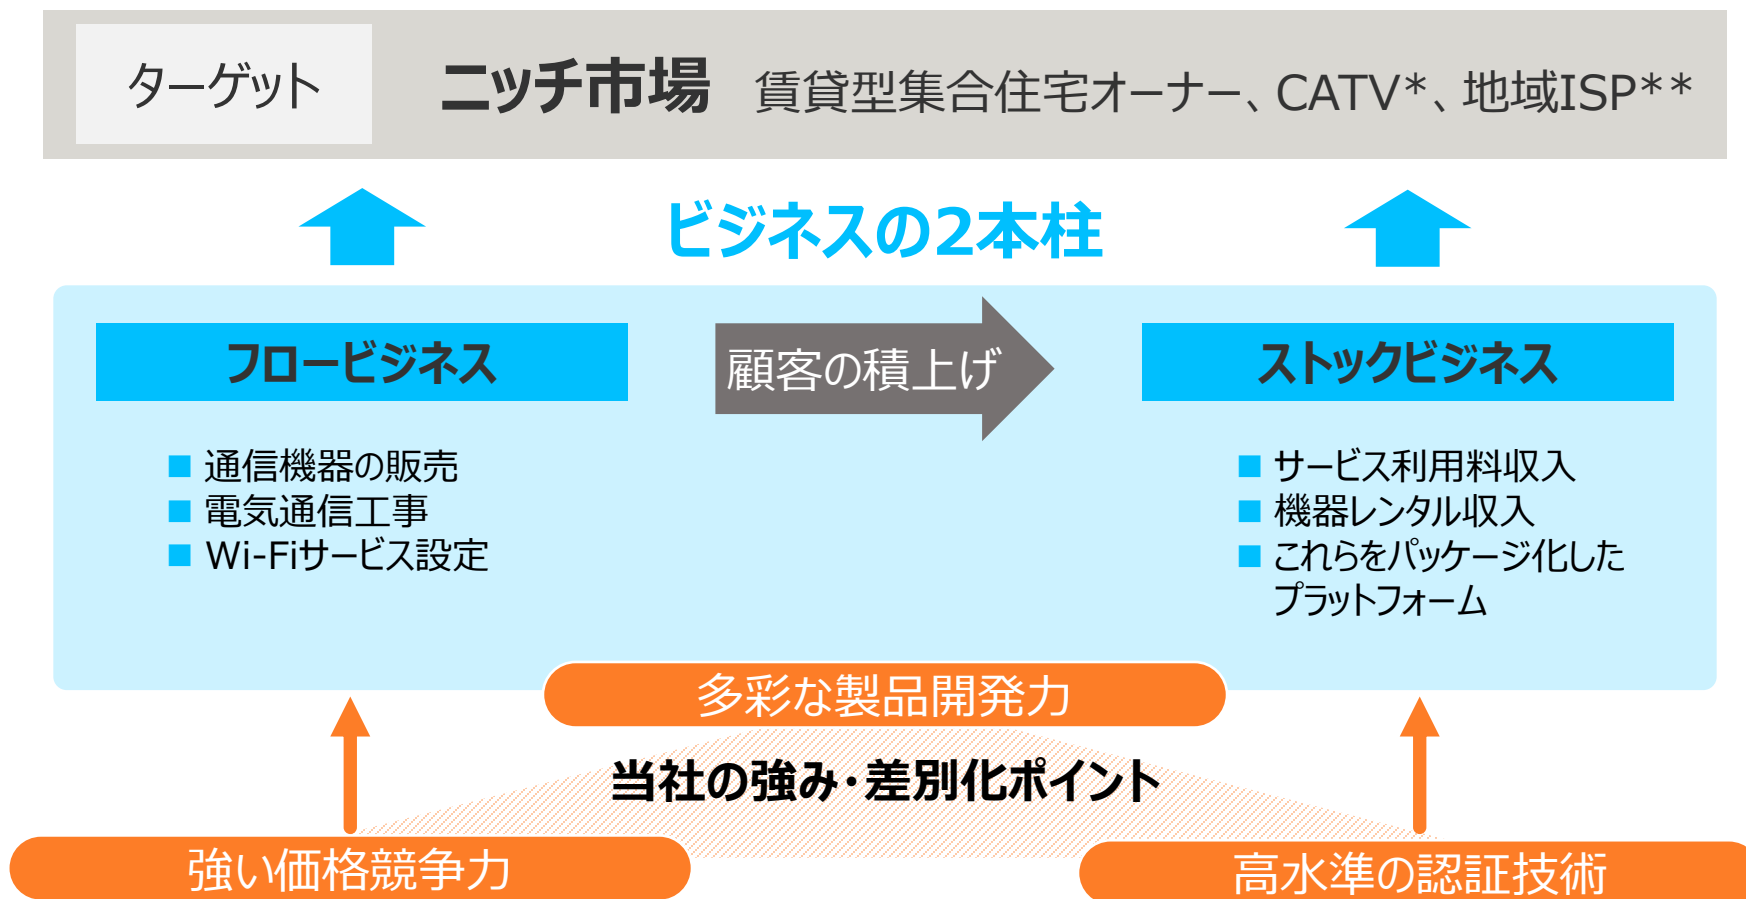 ターゲット
ニッチ市場 賃貸型集合住宅オーナー、CATV*、地域ISP**
ビジネスの2本柱
フロービジネス
顧客の積上げ
ストックビジネス
■ 通信機器の販売
■ 電気通信工事
■ Wi-Fiサービス設定
■ サービス利用料収入
■ 機器レンタル収入
■ これらをパッケージ化した
プラットフォーム
多彩な製品開発力
当社の強み・差別化ポイント
強い価格競争力
高水準の認証技術